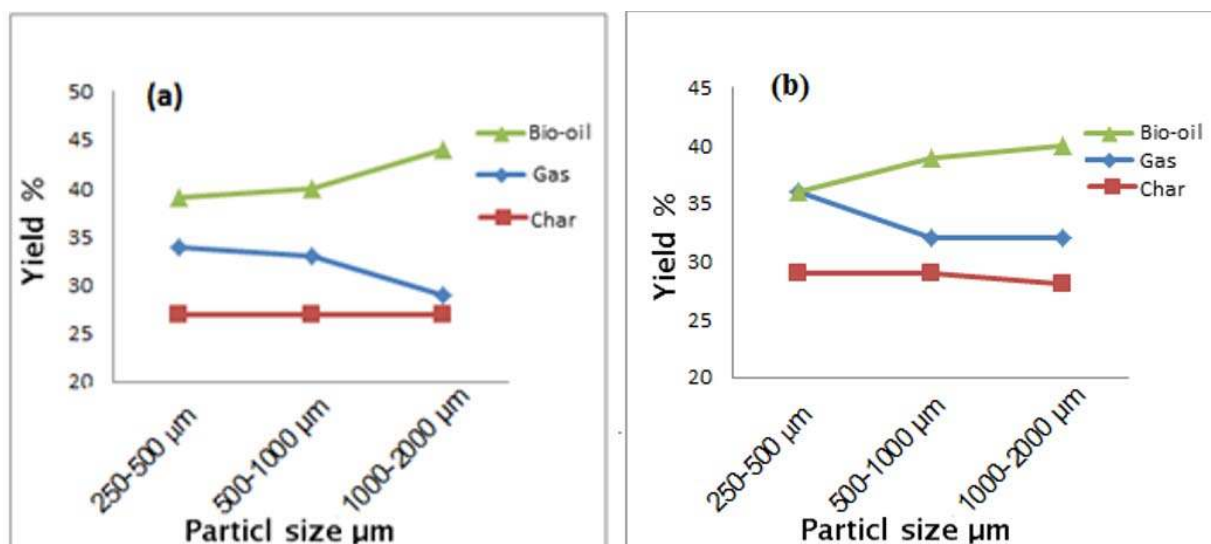 (a)
Yield %
50
45
40
35
30
25
20
Bio-oil
Gas
Char
250-500 µm
500-1000 µm
1000-2000 µm
Particl size µm
(b)
Yield %
45
40
35
30
25
20
Bio-oil
Gas
Char
250-500 µm
500-1000 µm
1000-2000 µm
Particl size µm